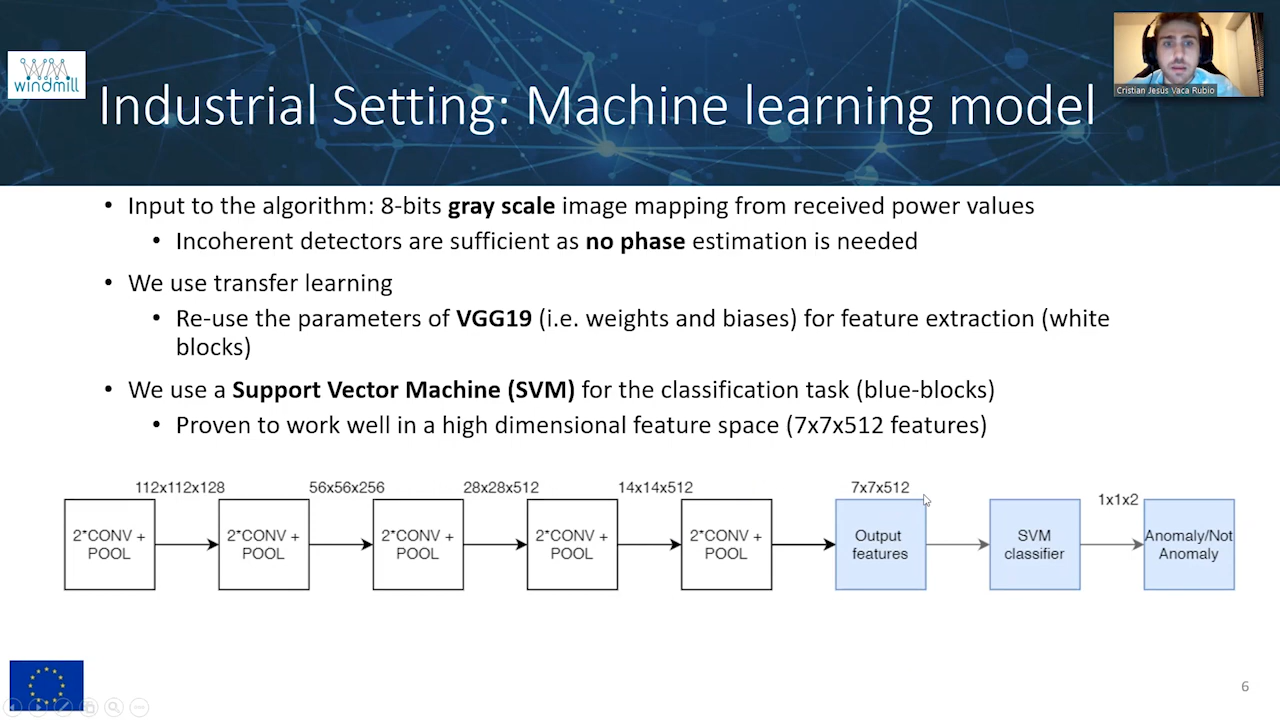 windmill
Cristian Jesús Vaca Rubio
Industrial Setting: Machine learning model
• Input to the algorithm: 8-bits gray scale image mapping from received power values
• Incoherent detectors are sufficient as no phase estimation is needed
• We use transfer learning
• Re-use the parameters of VGG19 (i.e. weights and biases) for feature extraction (white
blocks)
• We use a Support Vector Machine (SVM) for the classification task (blue-blocks)
• Proven to work well in a high dimensional feature space (7x7x512 features)
112x112x128
56x56x256
28x28x512
14x14x512
7x7x512
1x1x2
2*CONV +
POOL
2*CONV +
POOL
2*CONV +
POOL
2*CONV +
POOL
2*CONV +
POOL
Output
features
SVM
classifier
Anomaly/Not
Anomaly
6